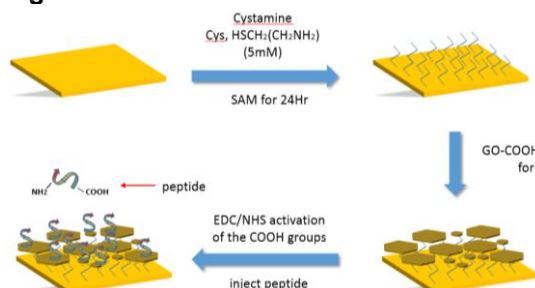 Cystamine
Cys, HSCH₂(CH₂NH₂)
(5mM)
SAM for 24Hr
GO-COOH
for
NH₂
COOH
peptide
EDC/NHS activation
of the COOH groups
inject peptide